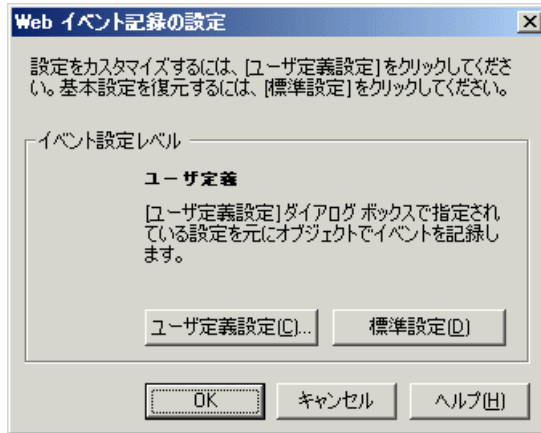 Web イベント記録の設定
設定をカスタマイズするには、[ユーザ定義設定]をクリックしてくださ
い。基本設定を復元するには、[標準設定]をクリックしてください。
イベント設定レベル
ユーザ定義
[ユーザ定義設定]ダイアログ ボックスで指定され
ている設定を元にオブジェクトでイベントを記録し
ます。
ユーザ定義設定(C)... 標準設定(D)
OK キャンセル ヘルプ(H)